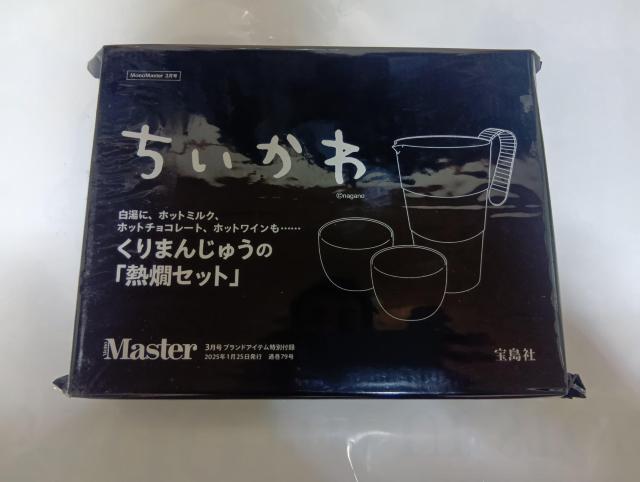 MonoMaster 3月号
ちいかわ
©nagano
白湯に、ホットミルク、
ホットチョコレート、ホットワインも……
くりまんじゅうの
「熱燗セット」
MonoMaster 3月号 ブランドアイテム特別付録
2025年1月25日発行 通巻79号
宝島社